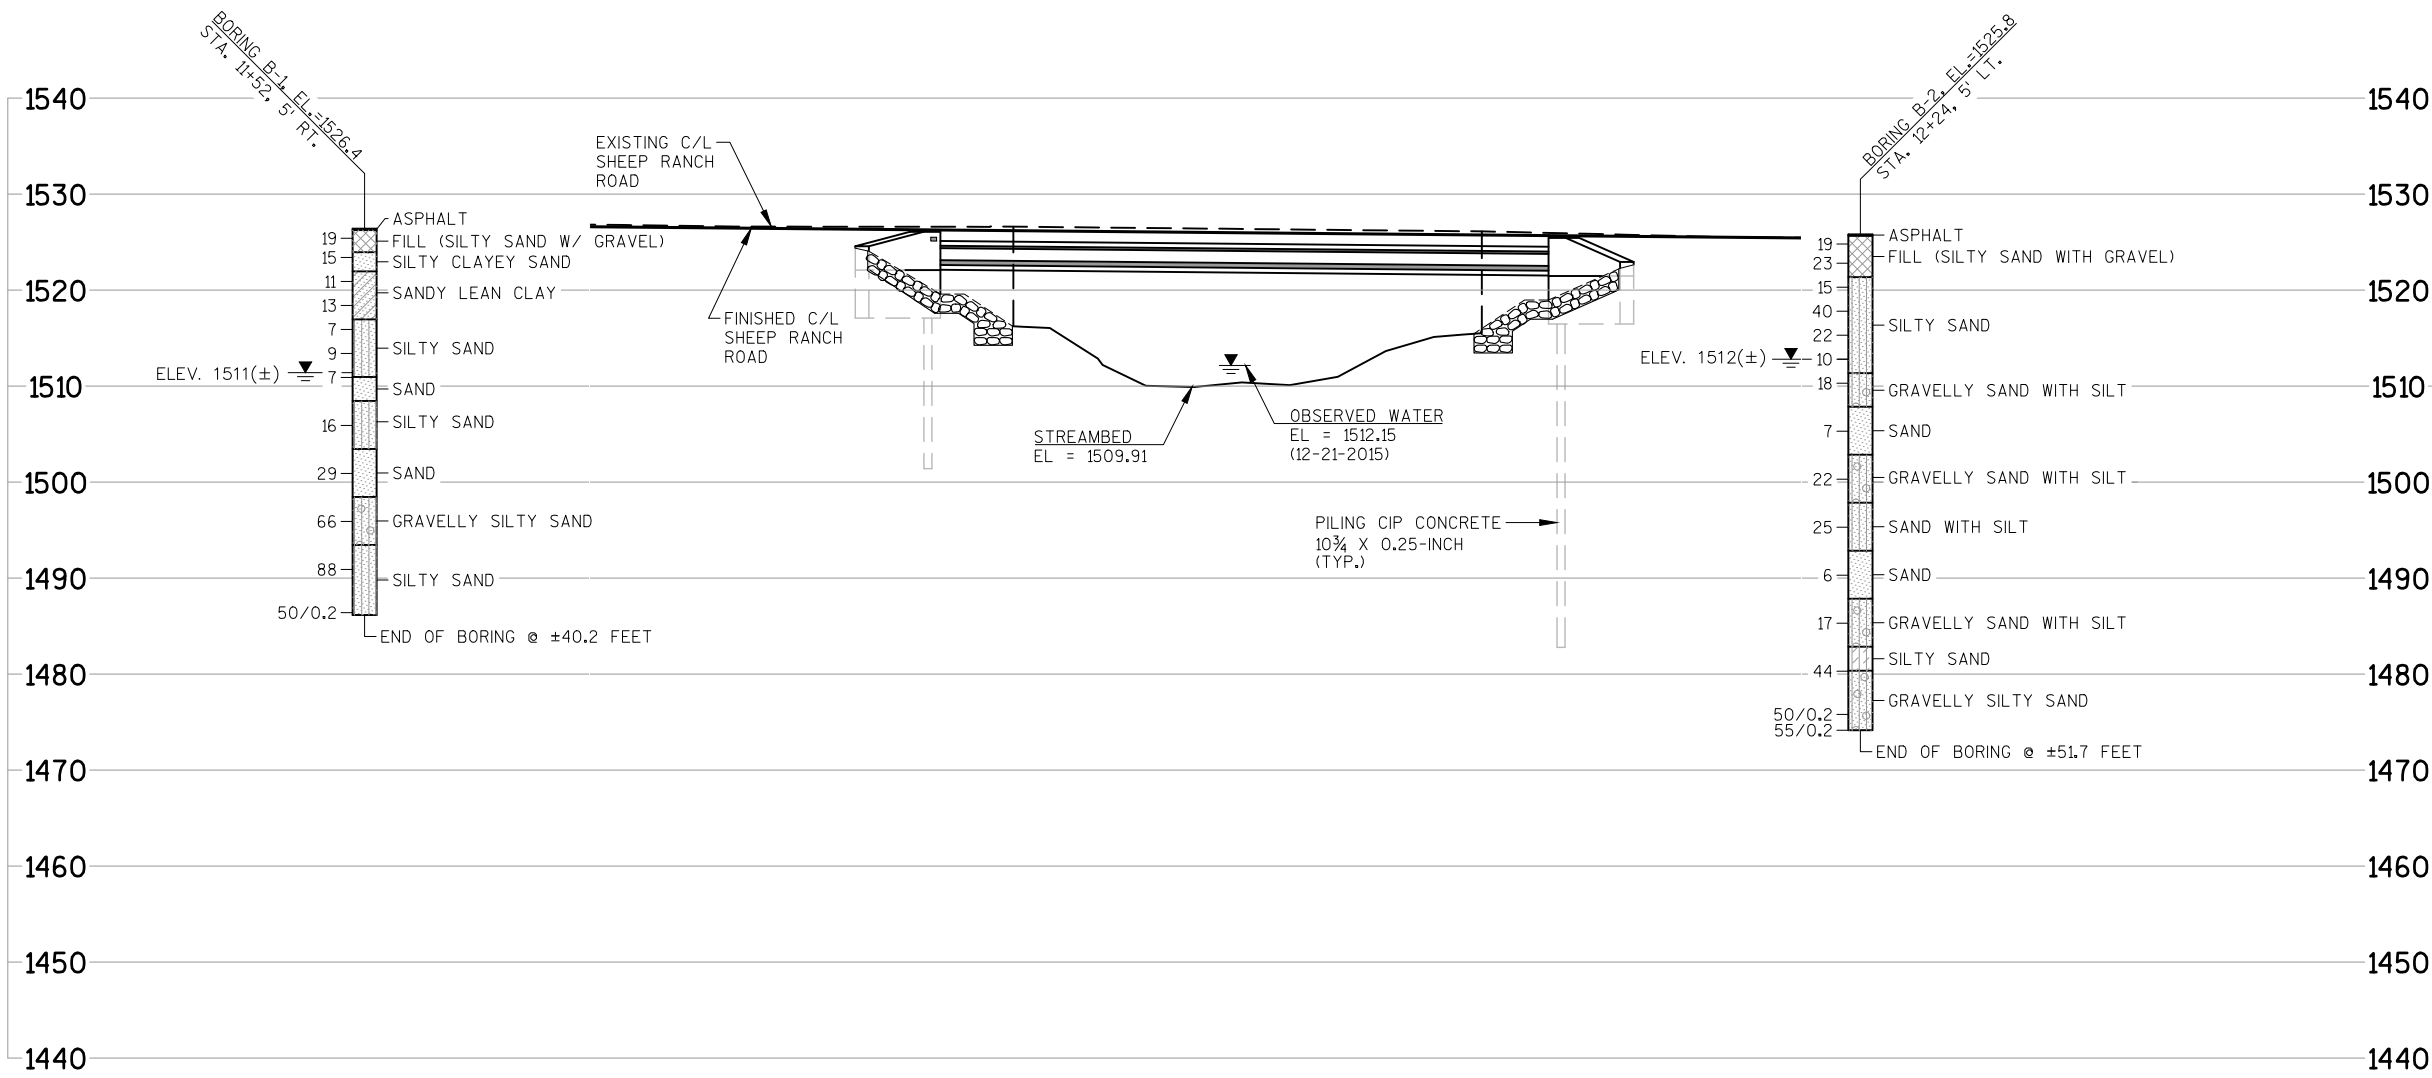 BORING B-1, EL.=1526.4
STA. 11+52, 5' RT.
BORING B-2, EL.=1525.8
STA. 12+24, 5' LT.
1540
1540
1530
1530
1520
1520
1510
1510
1500
1500
1490
1490
1480
1480
1470
1470
1460
1460
1450
1450
1440
1440
ASPHALT
19
FILL (SILTY SAND W/ GRAVEL)
15
SILTY CLAYEY SAND
11
SANDY LEAN CLAY
13
7
SILTY SAND
9
ELEV. 1511(±)
7
SAND
16
SILTY SAND
29
SAND
66
GRAVELLY SILTY SAND
88
SILTY SAND
50/0.2
END OF BORING @ ±40.2 FEET
EXISTING C/L
SHEEP RANCH
ROAD
FINISHED C/L
SHEEP RANCH
ROAD
STREAMBED
EL = 1509.91
OBSERVED WATER
EL = 1512.15
(12-21-2015)
PILING CIP CONCRETE
10¾ X 0.25-INCH
(TYP.)
ASPHALT
19
FILL (SILTY SAND WITH GRAVEL)
23
15
40
SILTY SAND
22
ELEV. 1512(±)
10
18
GRAVELLY SAND WITH SILT
7
SAND
22
GRAVELLY SAND WITH SILT
25
SAND WITH SILT
6
SAND
17
GRAVELLY SAND WITH SILT
SILTY SAND
44
GRAVELLY SILTY SAND
50/0.2
55/0.2
END OF BORING @ ±51.7 FEET